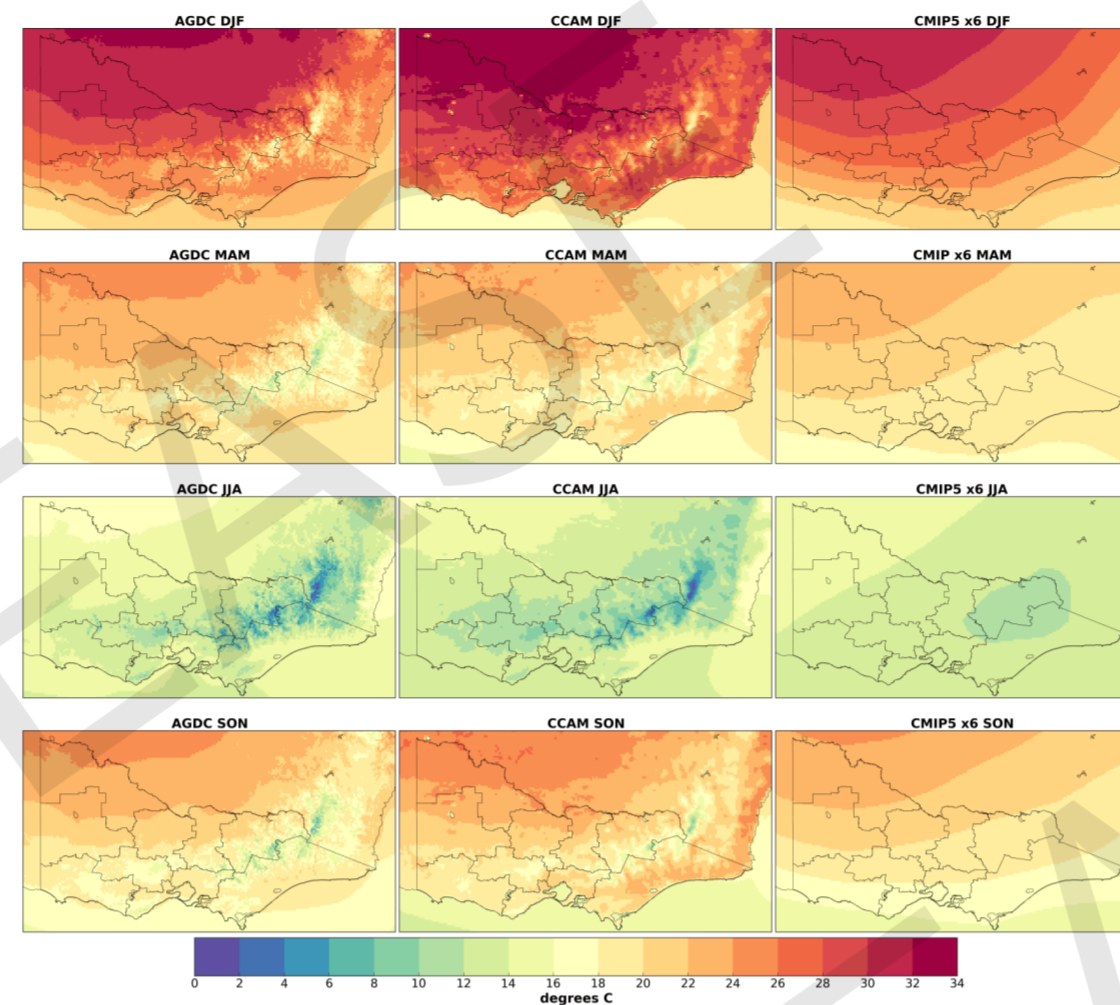 AGDC DJF CCAM DJF CMIP5 x6 DJF
AGDC MAM CCAM MAM CMIP x6 MAM
AGDC JJA CCAM JJA CMIP5 x6 JJA
AGDC SON CCAM SON CMIP5 x6 SON
0 2 4 6 8 10 12 14 16 18 20 22 24 26 28 30 32 34
degrees C